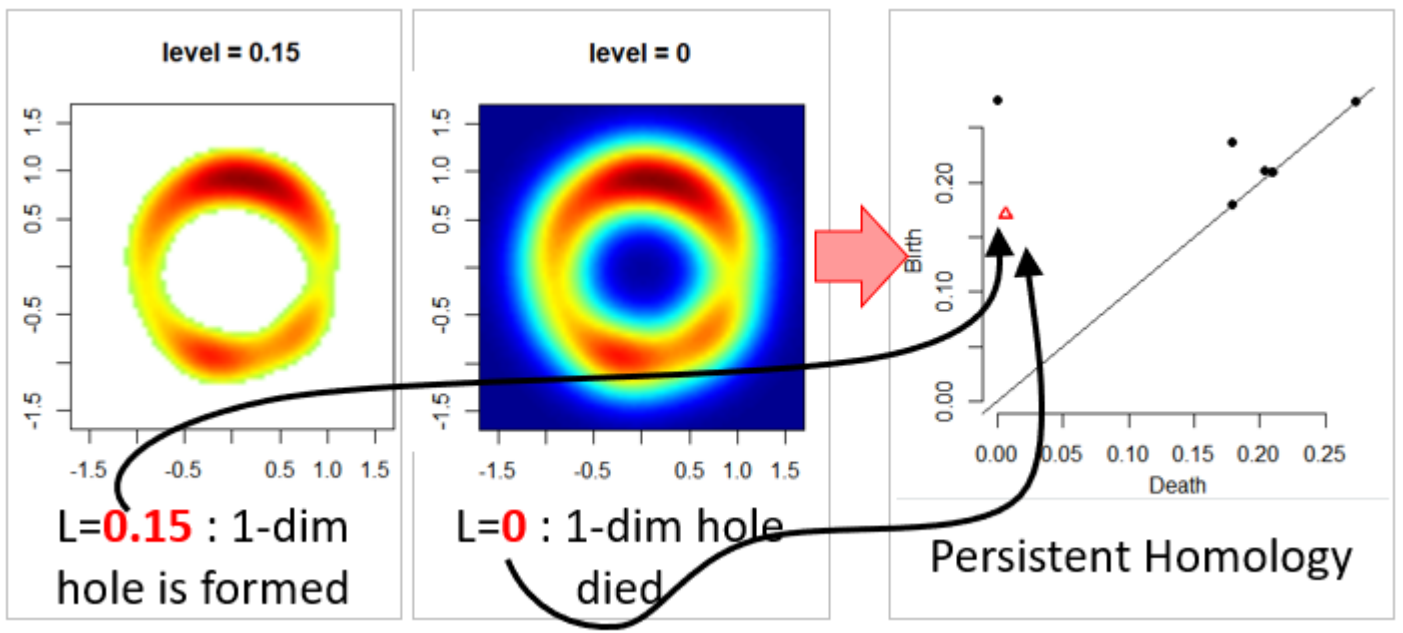 level = 0.15
1.5
1.0
0.5
-0.5
-1.5
-1.5 -0.5 0.5 1.0 1.5
L=0.15 : 1-dim
hole is formed
level = 0
1.5
1.0
0.5
-0.5
-1.5
-1.5 -0.5 0.5 1.0 1.5
L=0 : 1-dim hole
died
Birth
0.20
0.10
0.00
0.00 0.05 0.10 0.15 0.20 0.25
Death
Persistent Homology